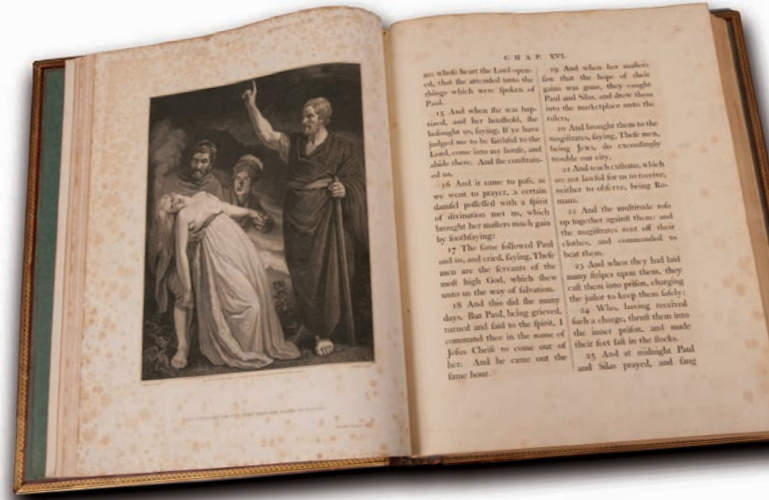 CHAP. XVI.
whose heart the Lord open-
ed, that she attended unto the
things which were spoken of
Paul.
15 And when she was bap-
tized, and her houshold, she
besought us, saying, If ye have
judged me to be faithful to the
Lord, come into my house, and
abide there. And she constrain-
ed us.
16 And it came to pass, as
we went to prayer, a certain
damsel possessed with a spirit
of divination met us, which
brought her masters much gain
by soothsaying:
17 The same followed Paul
and us, and cried, saying, These
men are the servants of the
most high God, which shew
unto us the way of salvation.
18 And this did she many
days. But Paul, being grieved,
turned and said to the spirit, I
command thee in the name of
Jesus Christ to come out of
her. And he came out the
same hour.
19 And when her masters
saw that the hope of their
gains was gone, they caught
Paul and Silas, and drew them
into the marketplace unto the
rulers,
20 And brought them to the
magistrates, saying, These men,
being Jews, do exceedingly
trouble our city,
21 And teach customs, which
are not lawful for us to receive,
neither to observe, being Ro-
mans.
22 And the multitude rose
up together against them: and
the magistrates rent off their
clothes, and commanded to
beat them.
23 And when they had laid
many stripes upon them, they
cast them into prison, charging
the jailor to keep them safely:
24 Who, having received
such a charge, thrust them into
the inner prison, and made
their feet fast in the stocks.
25 And at midnight Paul
and Silas prayed, and sang